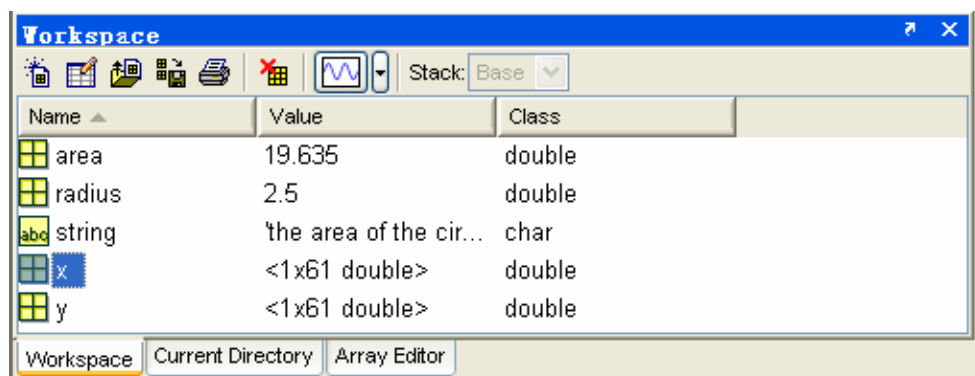 Workspace
Stack: Base
Name Value Class
area 19.635 double
radius 2.5 double
abc string 'the area of the cir... char
x <1x61 double> double
y <1x61 double> double
Workspace Current Directory Array Editor